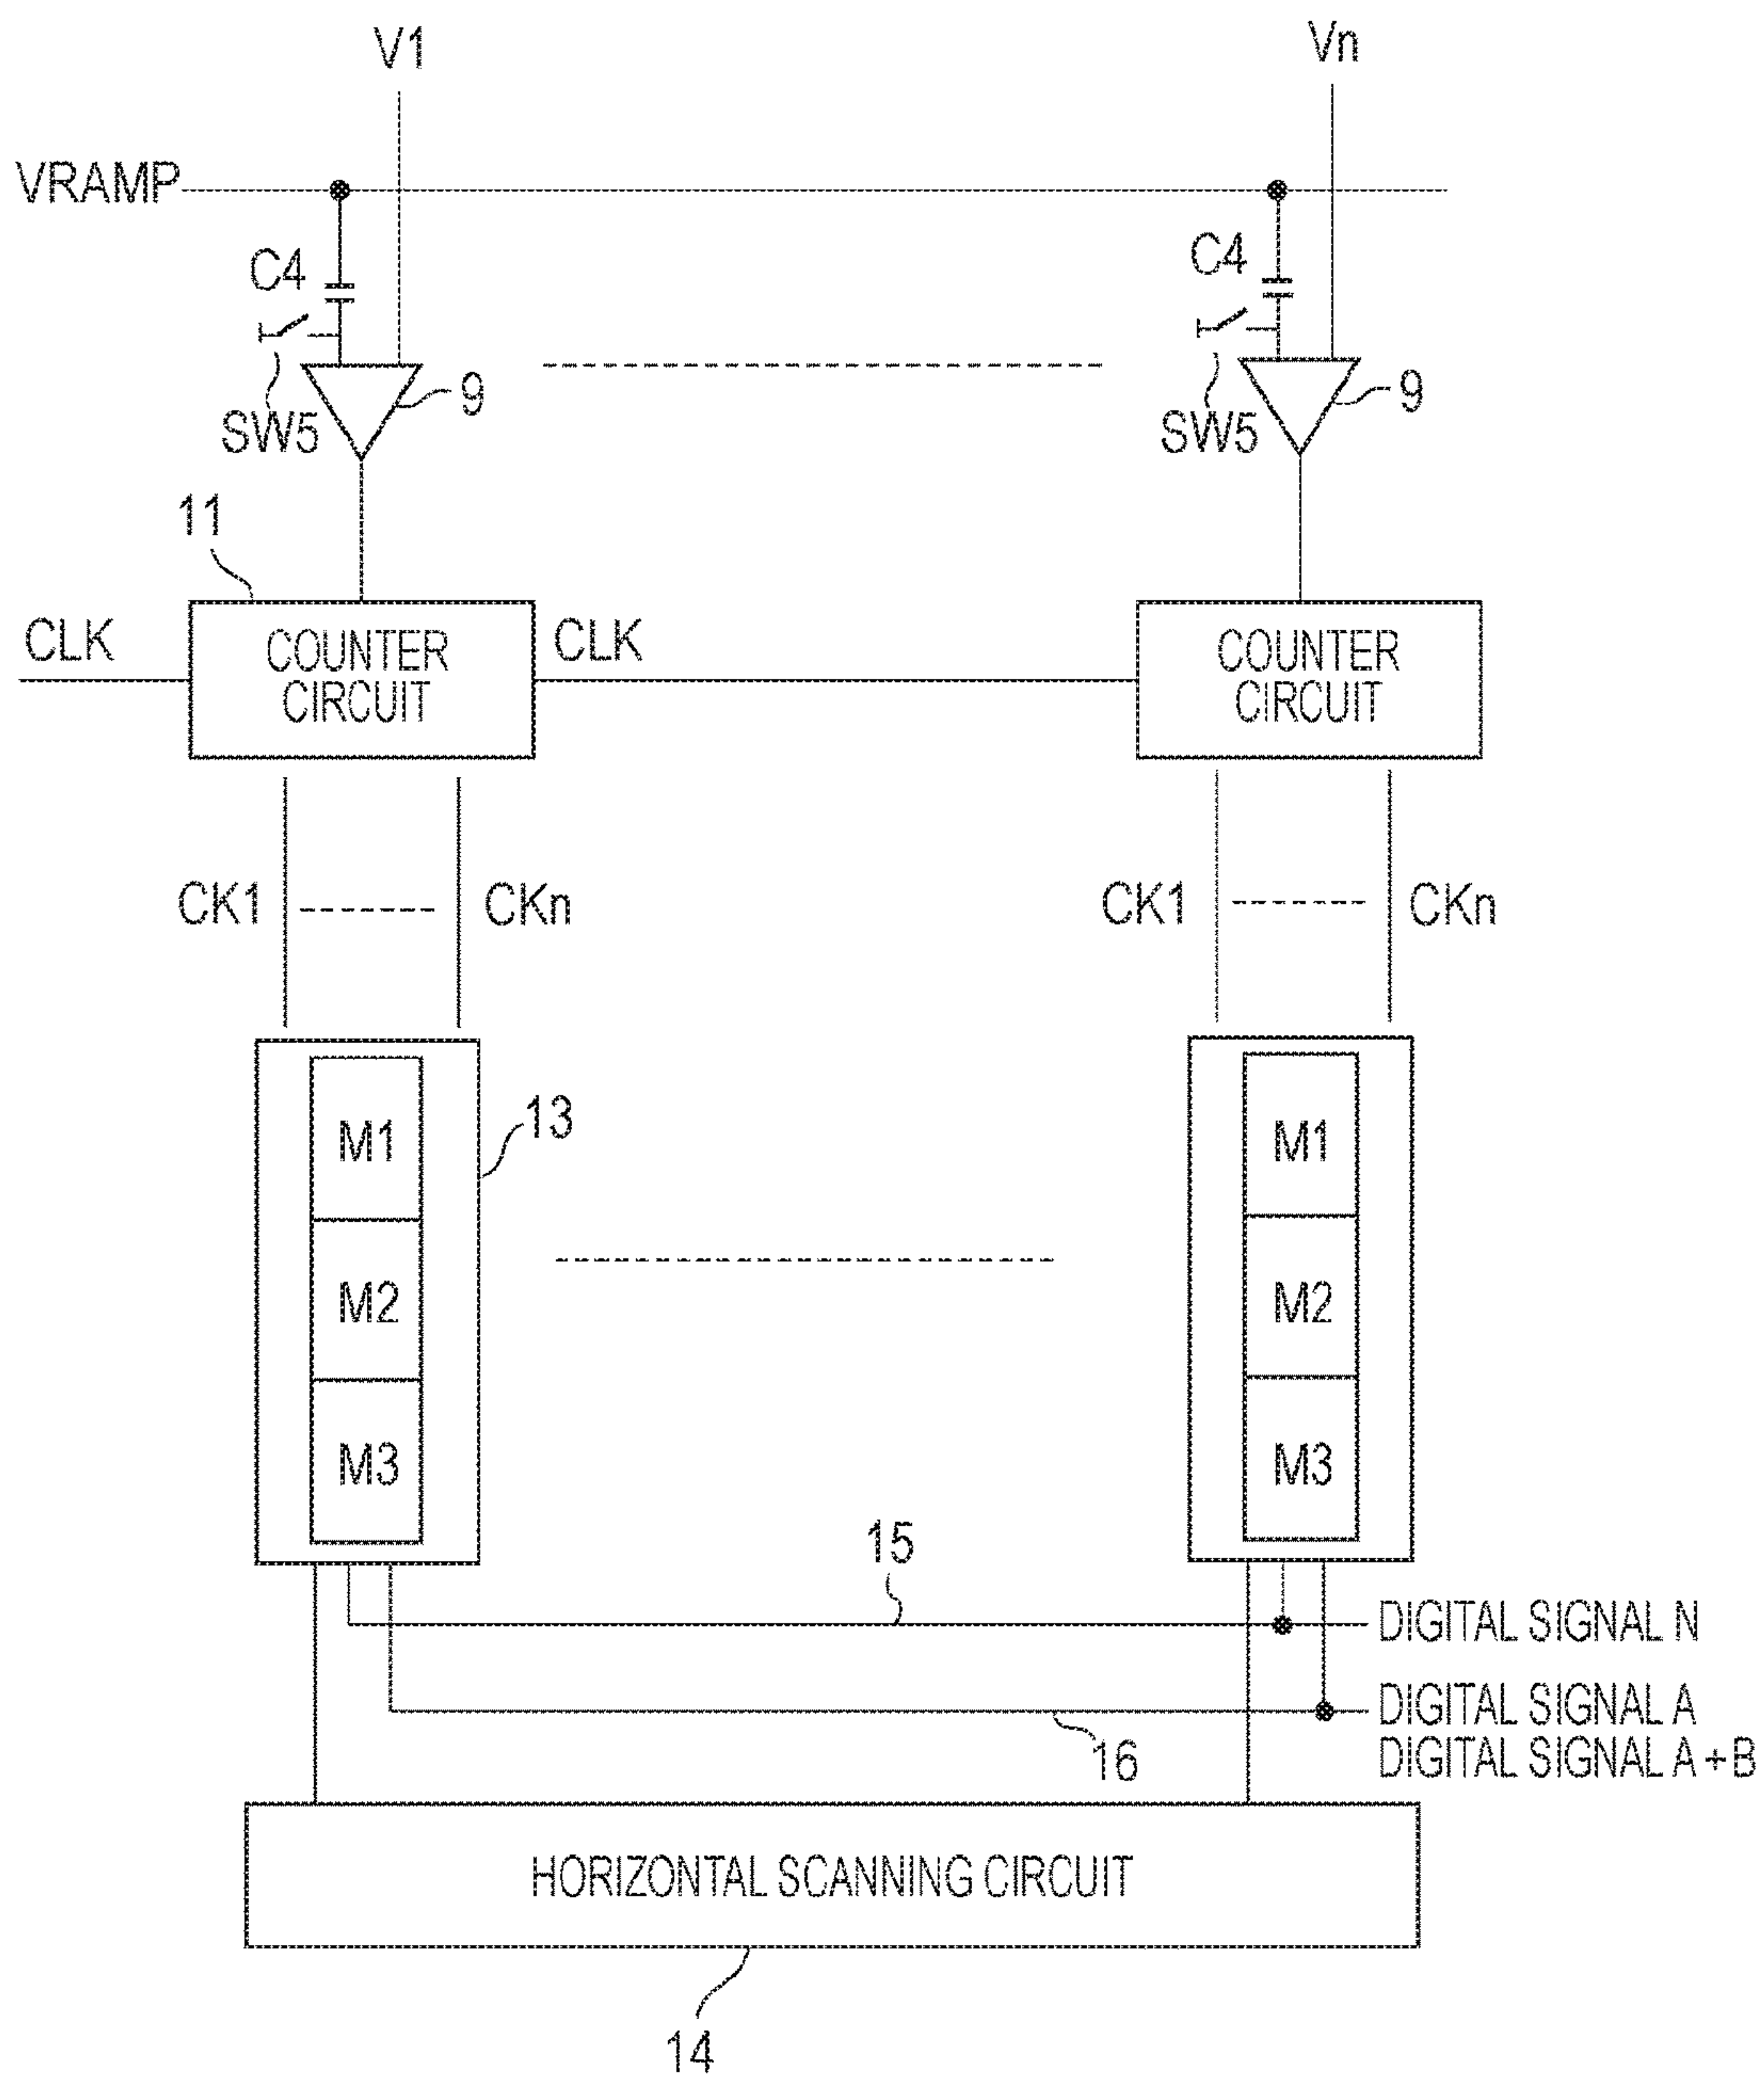 V1
Vn
VRAMP
C4
C4
9
9
SW5
SW5
11
CLK
COUNTER
CIRCUIT
CLK
COUNTER
CIRCUIT
CK1
CKn
CK1
CKn
M1
M2
M3
13
M1
M2
M3
15
DIGITAL SIGNAL N
DIGITAL SIGNAL A
16
DIGITAL SIGNAL A + B
HORIZONTAL SCANNING CIRCUIT
14